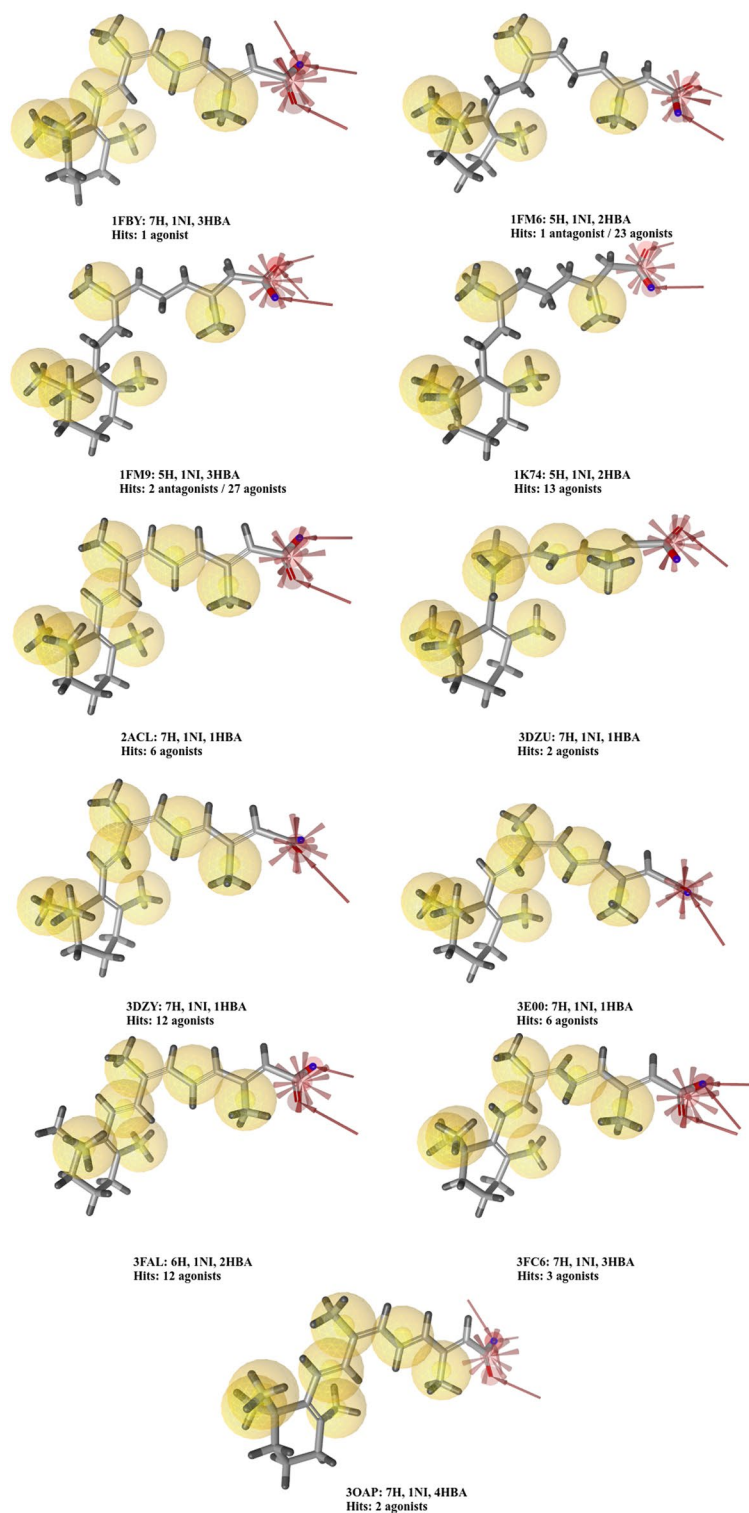 1FBY: 7H, 1NI, 3HBA
Hits: 1 agonist
1FM6: 5H, 1NI, 2HBA
Hits: 1 antagonist / 23 agonists
1FM9: 5H, 1NI, 3HBA
Hits: 2 antagonists / 27 agonists
1K74: 5H, 1NI, 2HBA
Hits: 13 agonists
2ACL: 7H, 1NI, 1HBA
Hits: 6 agonists
3DZU: 7H, 1NI, 1HBA
Hits: 2 agonists
3DZY: 7H, 1NI, 1HBA
Hits: 12 agonists
3E00: 7H, 1NI, 1HBA
Hits: 6 agonists
3FAL: 6H, 1NI, 2HBA
Hits: 12 agonists
3FC6: 7H, 1NI, 3HBA
Hits: 3 agonists
3OAP: 7H, 1NI, 4HBA
Hits: 2 agonists